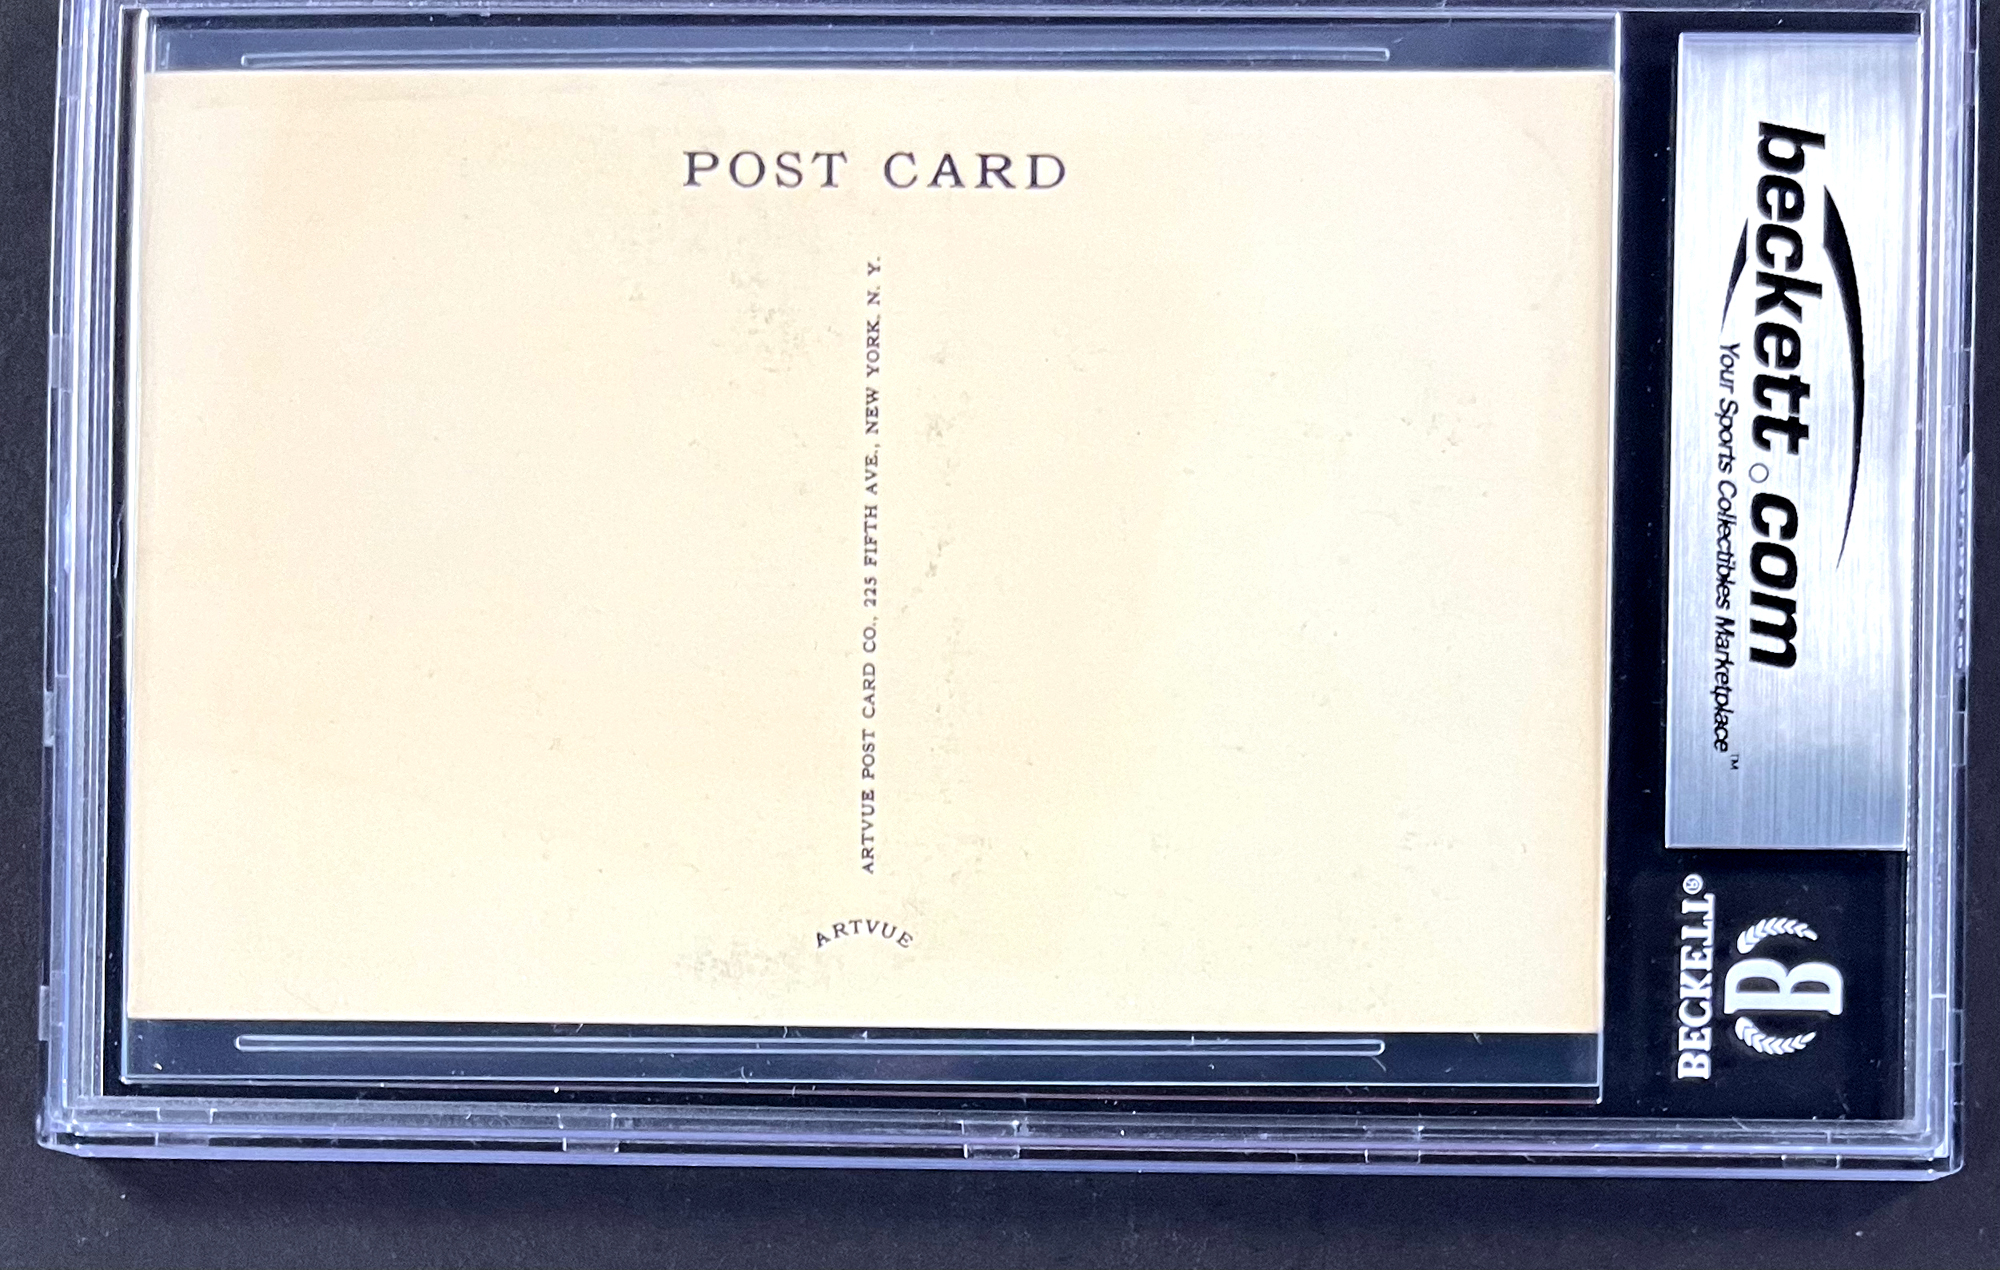 POST CARD
ARTVUE POST CARD CO., 225 FIFTH AVE., NEW YORK, N. Y.
ARTVUE
beckett.com
Your Sports Collectibles Marketplace™
B
BECKETT®